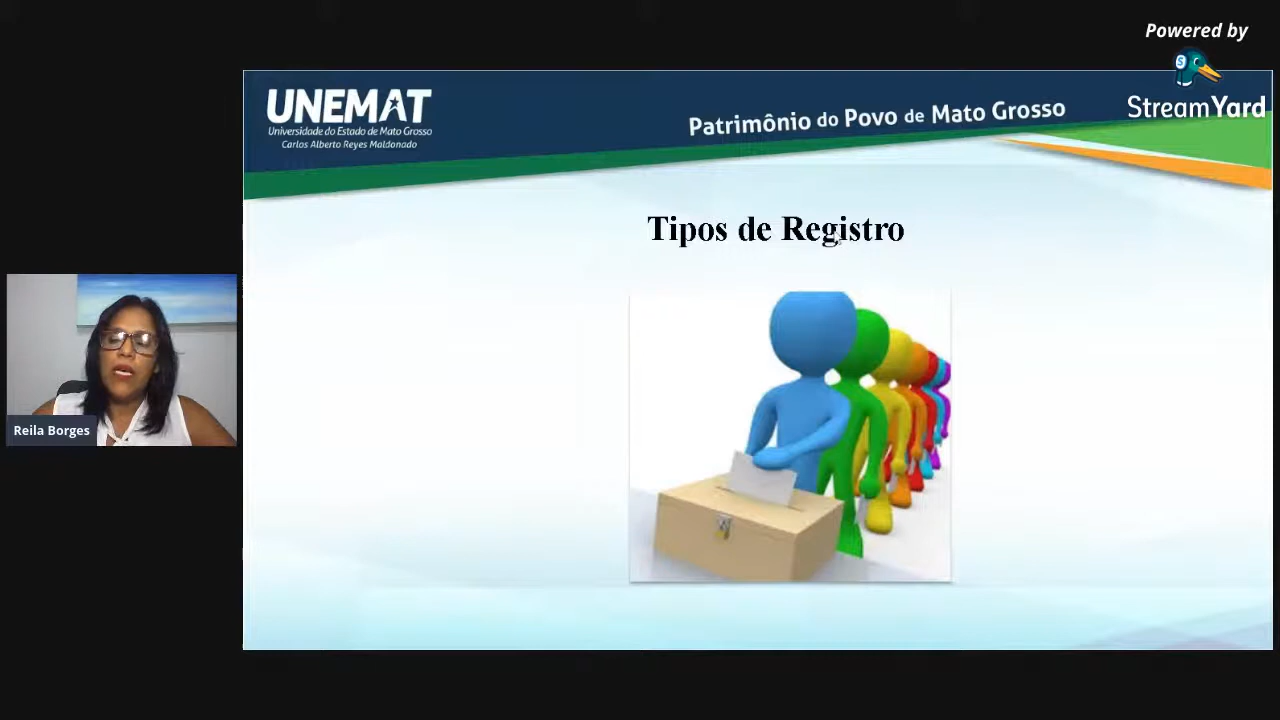 Powered by
StreamYard
UNEMAT
Universidade do Estado de Mato Grosso
Carlos Alberto Reyes Maldonado
Patrimônio do Povo de Mato Grosso
Tipos de Registro
Reila Borges